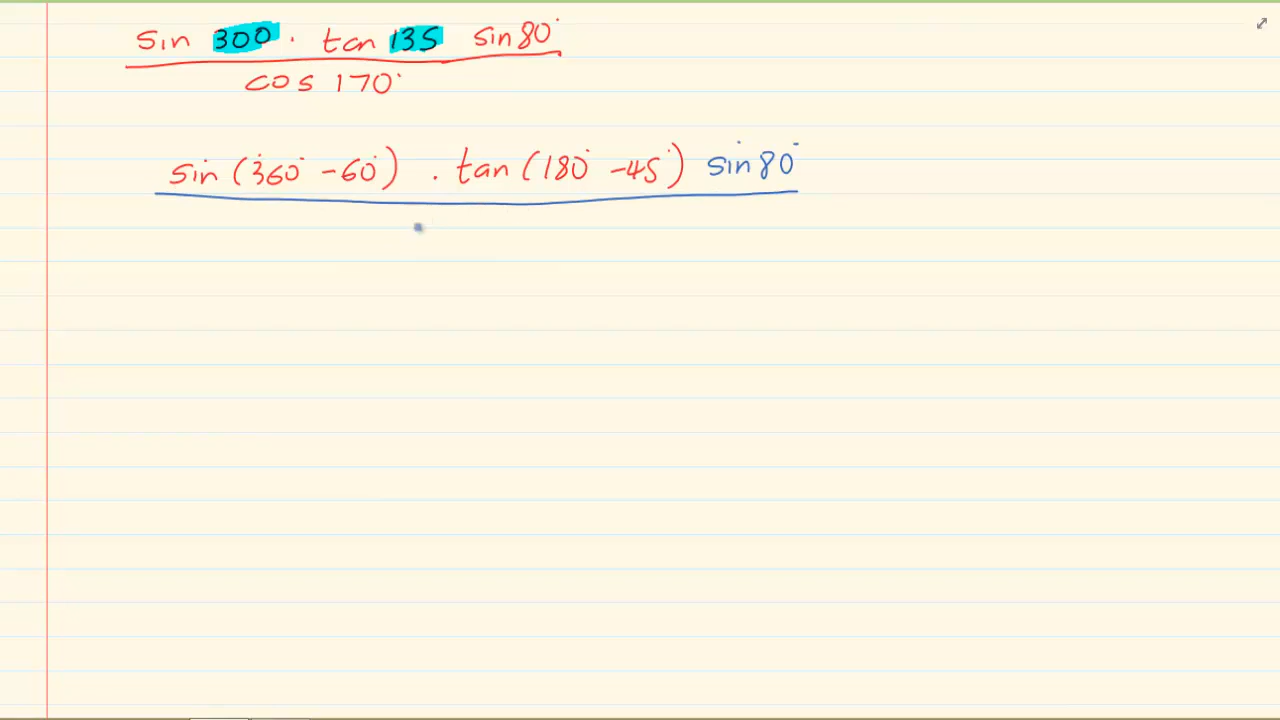 sin 300 · tan 135 sin 80°
cos 170°
sin (360° - 60°) . tan (180° - 45°) sin 80°